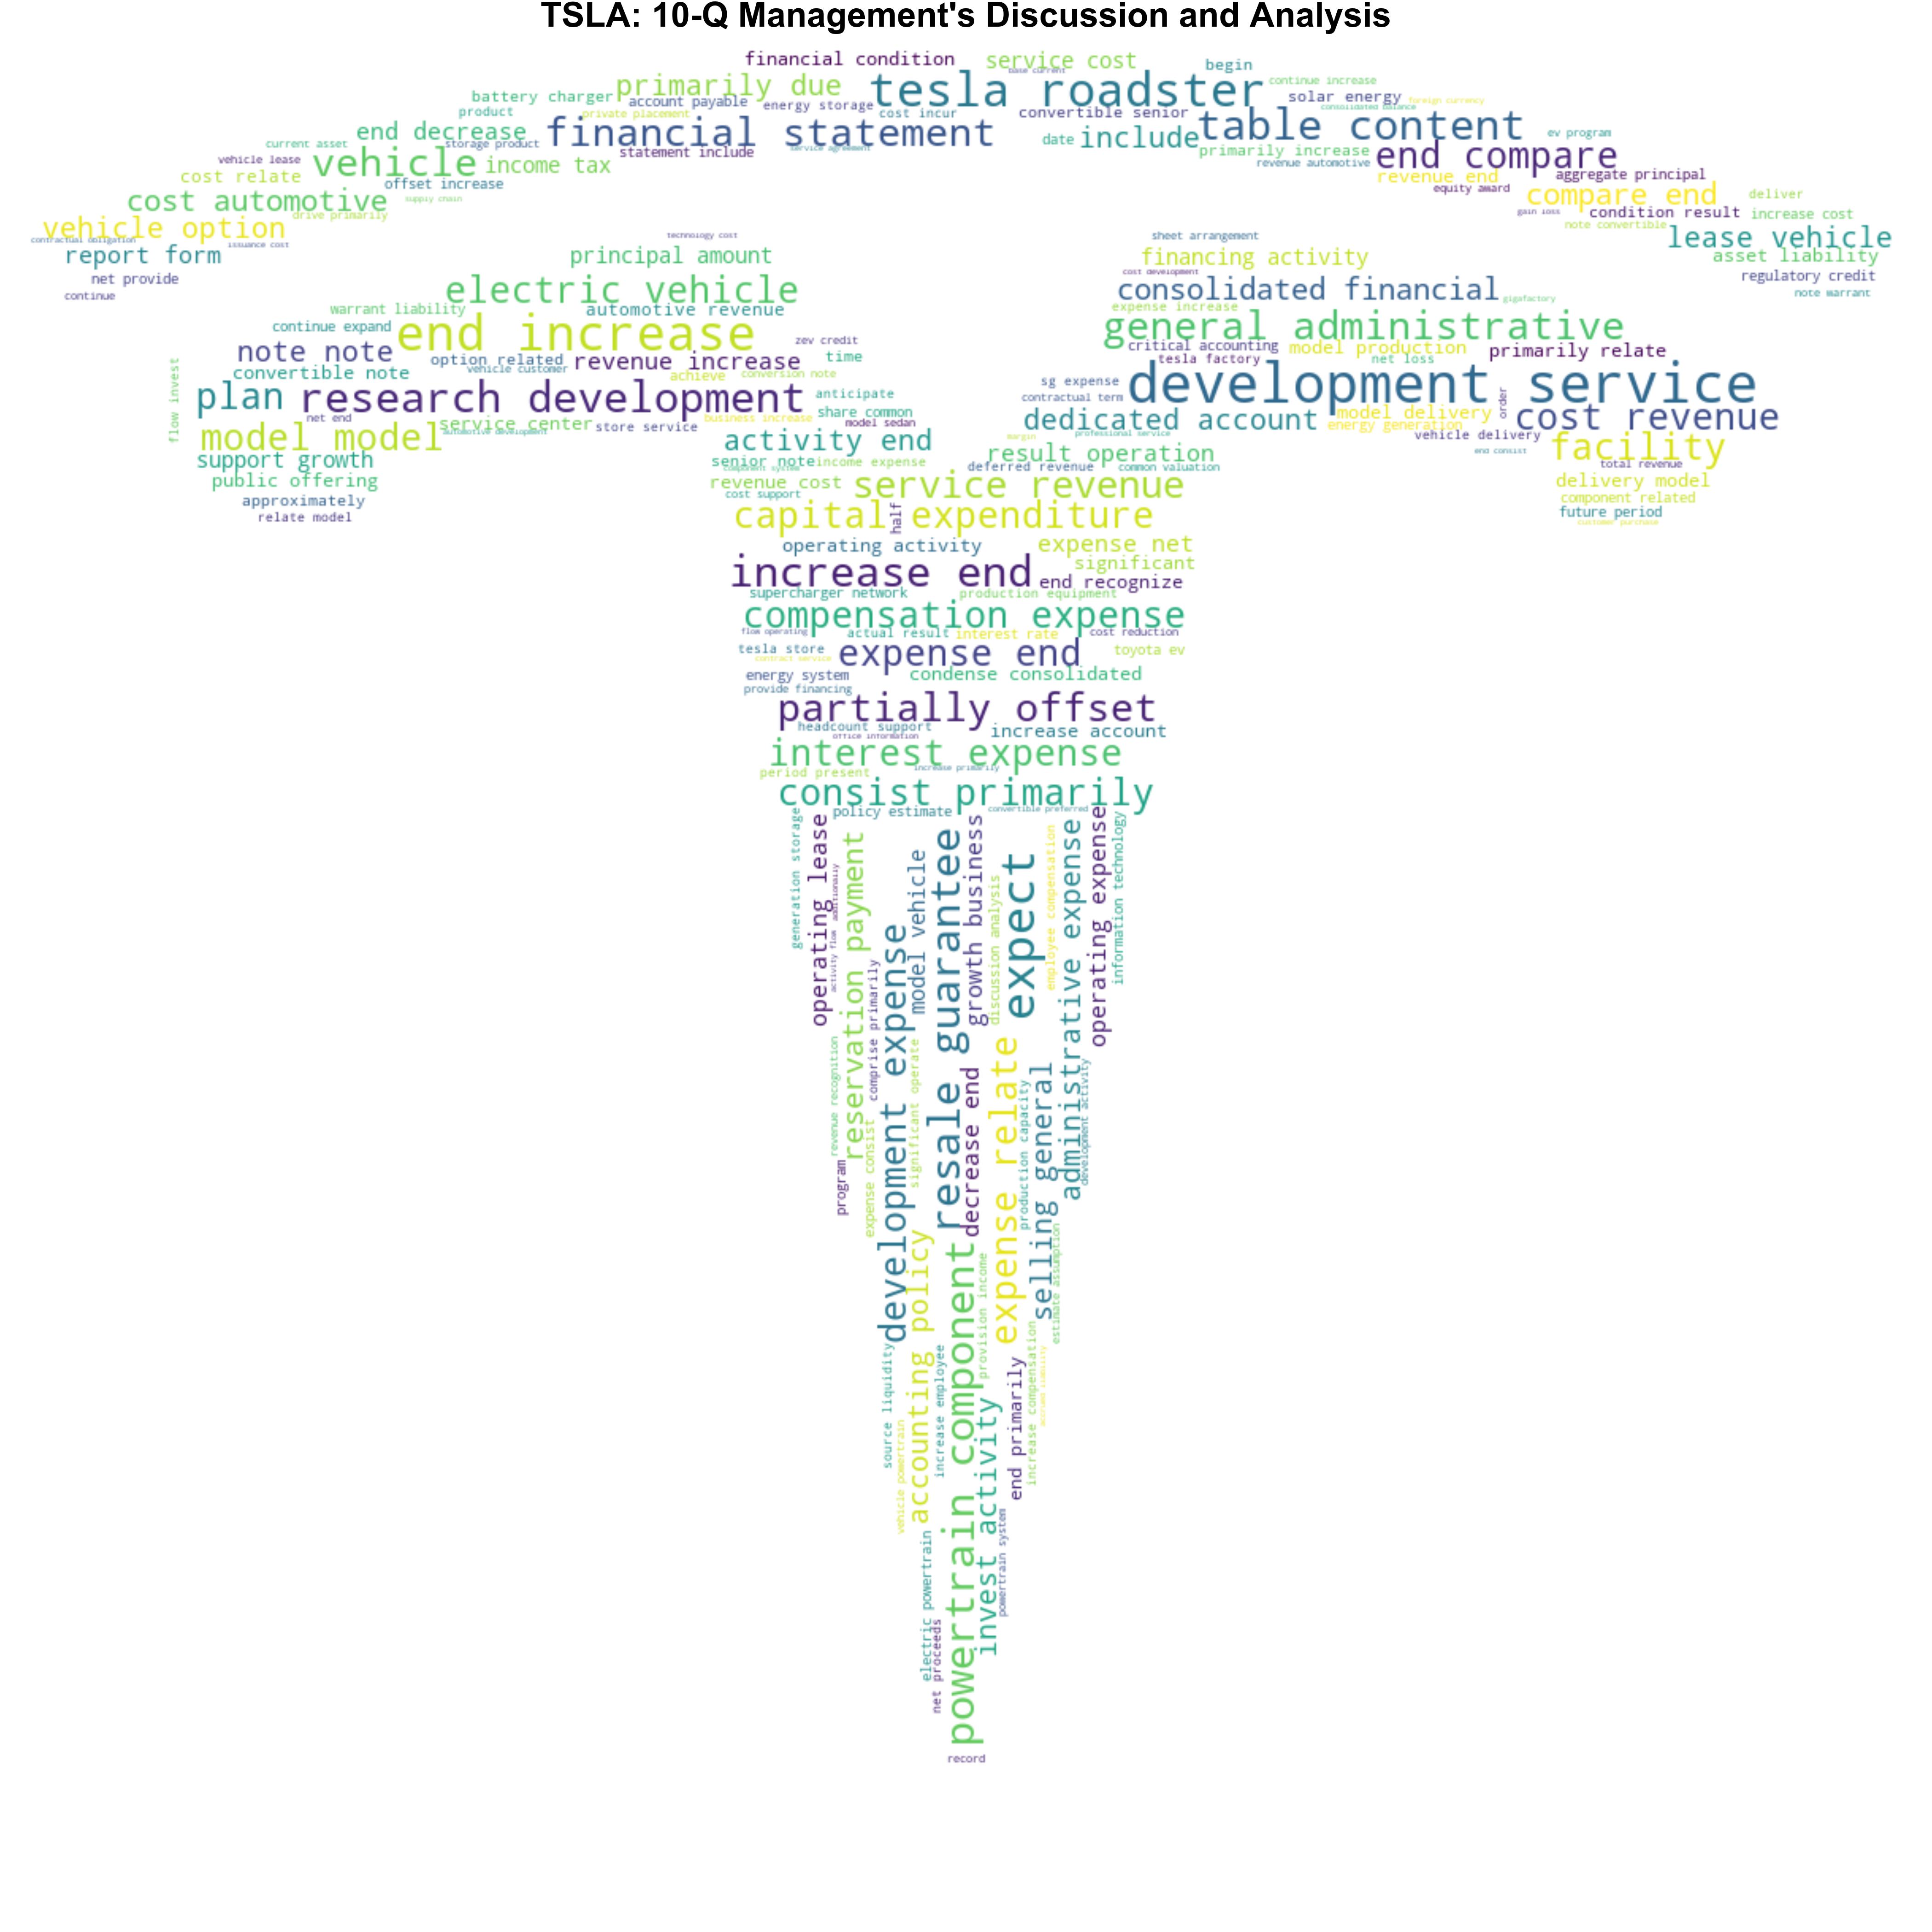 TSLA: 10-Q Management's Discussion and Analysis
financial condition
service cost
base current
begin
primarily due
tesla roadster
continue increase
battery charger
account payable
energy storage
solar energy
foreign currency
product
private placement
cost incur
convertible senior
consolidated balance
end decrease
financial statement
date
include
table content
ev program
current asset
storage product
service agreement
primarily increase
vehicle lease
vehicle
income tax
statement include
revenue automotive
end compare
cost relate
offset increase
revenue end
aggregate principal
cost automotive
supply chain
equity award
compare end
deliver
vehicle option
drive primarily
gain loss
condition result
increase cost
contractual obligation
issuance cost
technology cost
sheet arrangement
note convertible
lease vehicle
report form
principal amount
financing activity
asset liability
net provide
cost development
regulatory credit
continue
electric vehicle
consolidated financial
gigafactory
note warrant
warrant liability
automotive revenue
expense increase
continue expand
end increase
zev credit
general administrative
note note
option related
revenue increase
time
critical accounting
model production
primarily relate
flow invest
convertible note
vehicle customer
achieve
conversion note
tesla factory
net loss
plan
research development
anticipate
sg expense
development service
net end
service center
store service
business increase
share common
contractual term
order
model model
automotive development
model sedan
dedicated account
model delivery
cost revenue
activity end
margin
professional service
energy generation
vehicle delivery
facility
support growth
senior note
income expense
result operation
end consist
public offering
component system
deferred revenue
common valuation
total revenue
approximately
revenue cost
service revenue
delivery model
relate model
cost support
component related
capital expenditure
half
future period
customer purchase
operating activity
expense net
increase end
significant
end recognize
supercharger network
production equipment
compensation expense
flow operating
actual result
interest rate
cost reduction
tesla store
expense end
toyota ev
contract service
energy system
condense consolidated
provide financing
partially offset
headcount support
increase account
office information
interest expense
period present
increase primarily
consist primarily
policy estimate
convertible preferred
generation storage
operating lease
activity flow
additionally
reservation payment
model vehicle
resale guarantee
growth business
discussion analysis
expect
employee compensation
administrative expense
operating expense
information technology
comprise primarily
development expense
revenue recognition
significant operate
decrease end
expense relate
production capacity
selling general
development activity
program
expense consist
accounting policy
powertrain component
provision income
estimate assumption
source liquidity
increase employee
end primarily
increase compensation
accrued liability
vehicle powertrain
invest activity
powertrain system
electric powertrain
net proceeds
record